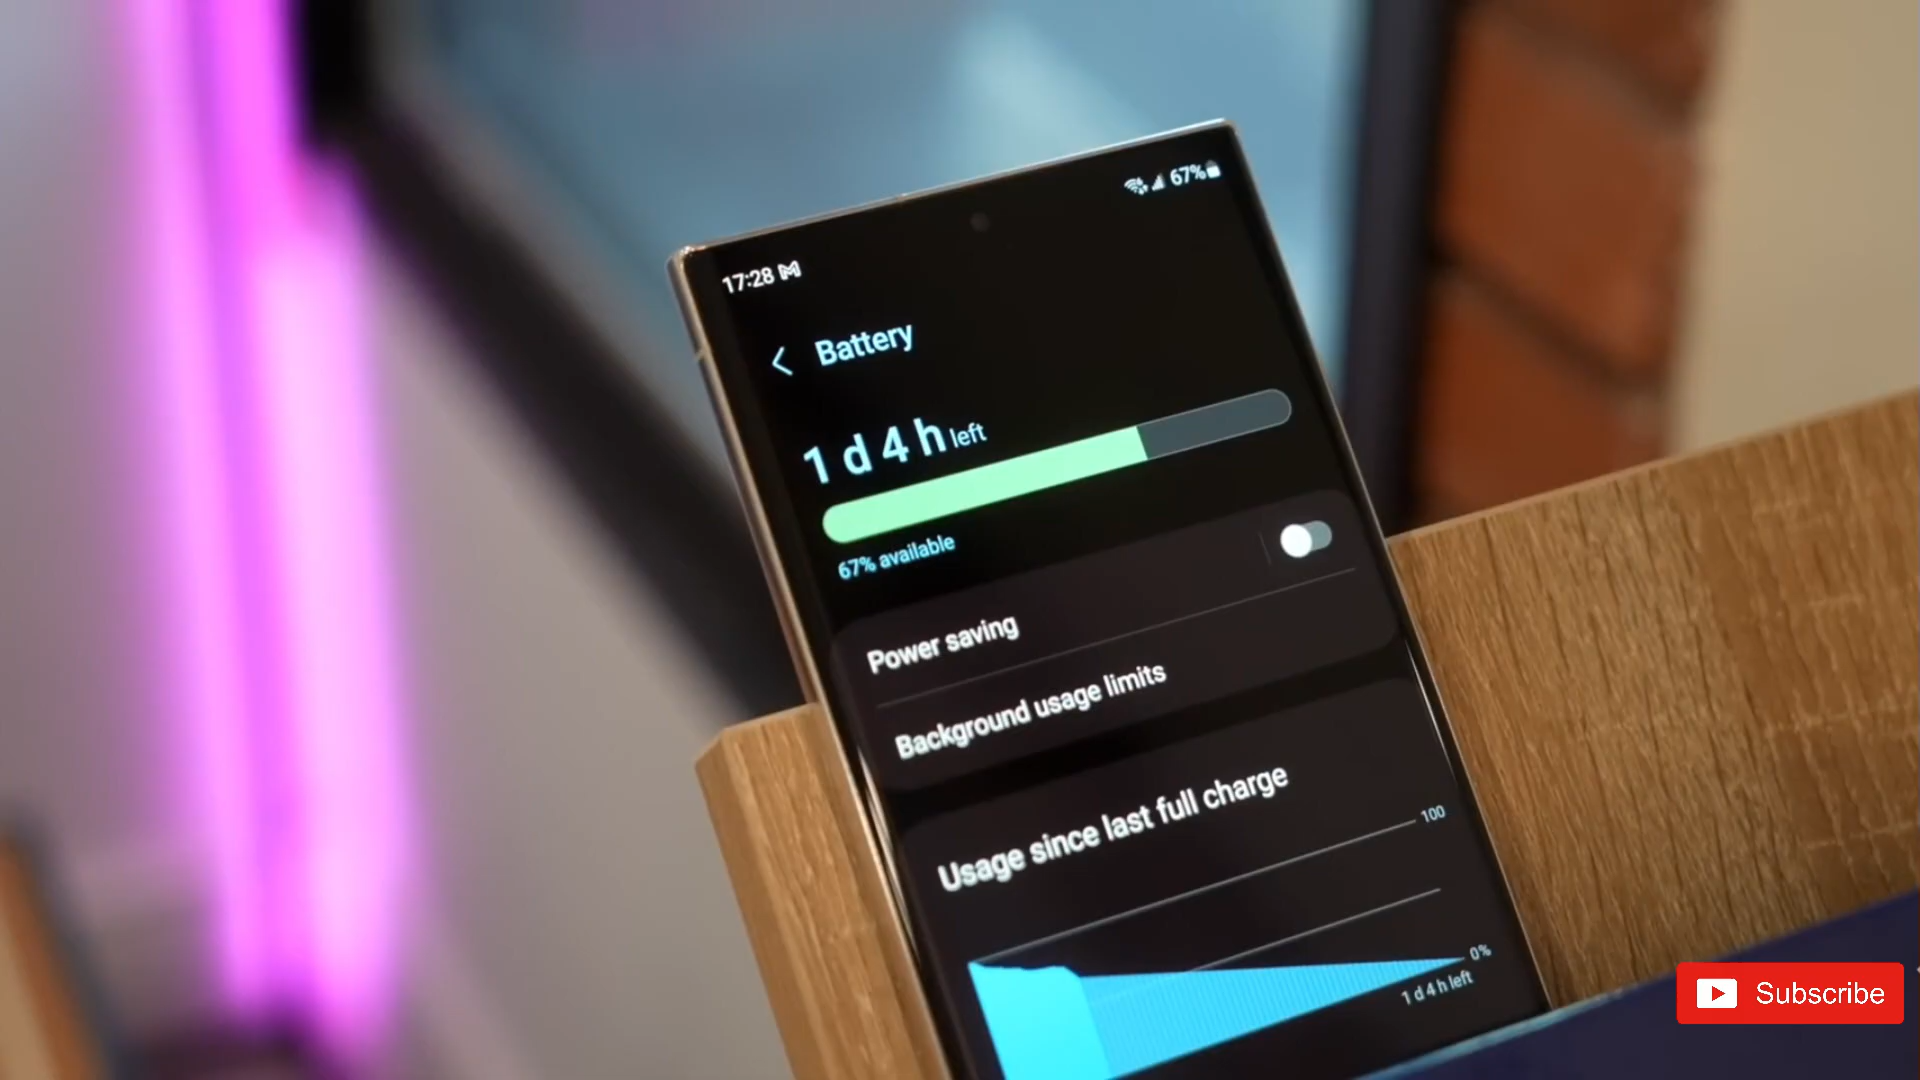 17:28
67%
Battery
1 d 4 h left
67% available
Power saving
Background usage limits
Usage since last full charge
100
0%
1 d 4 h left
Subscribe